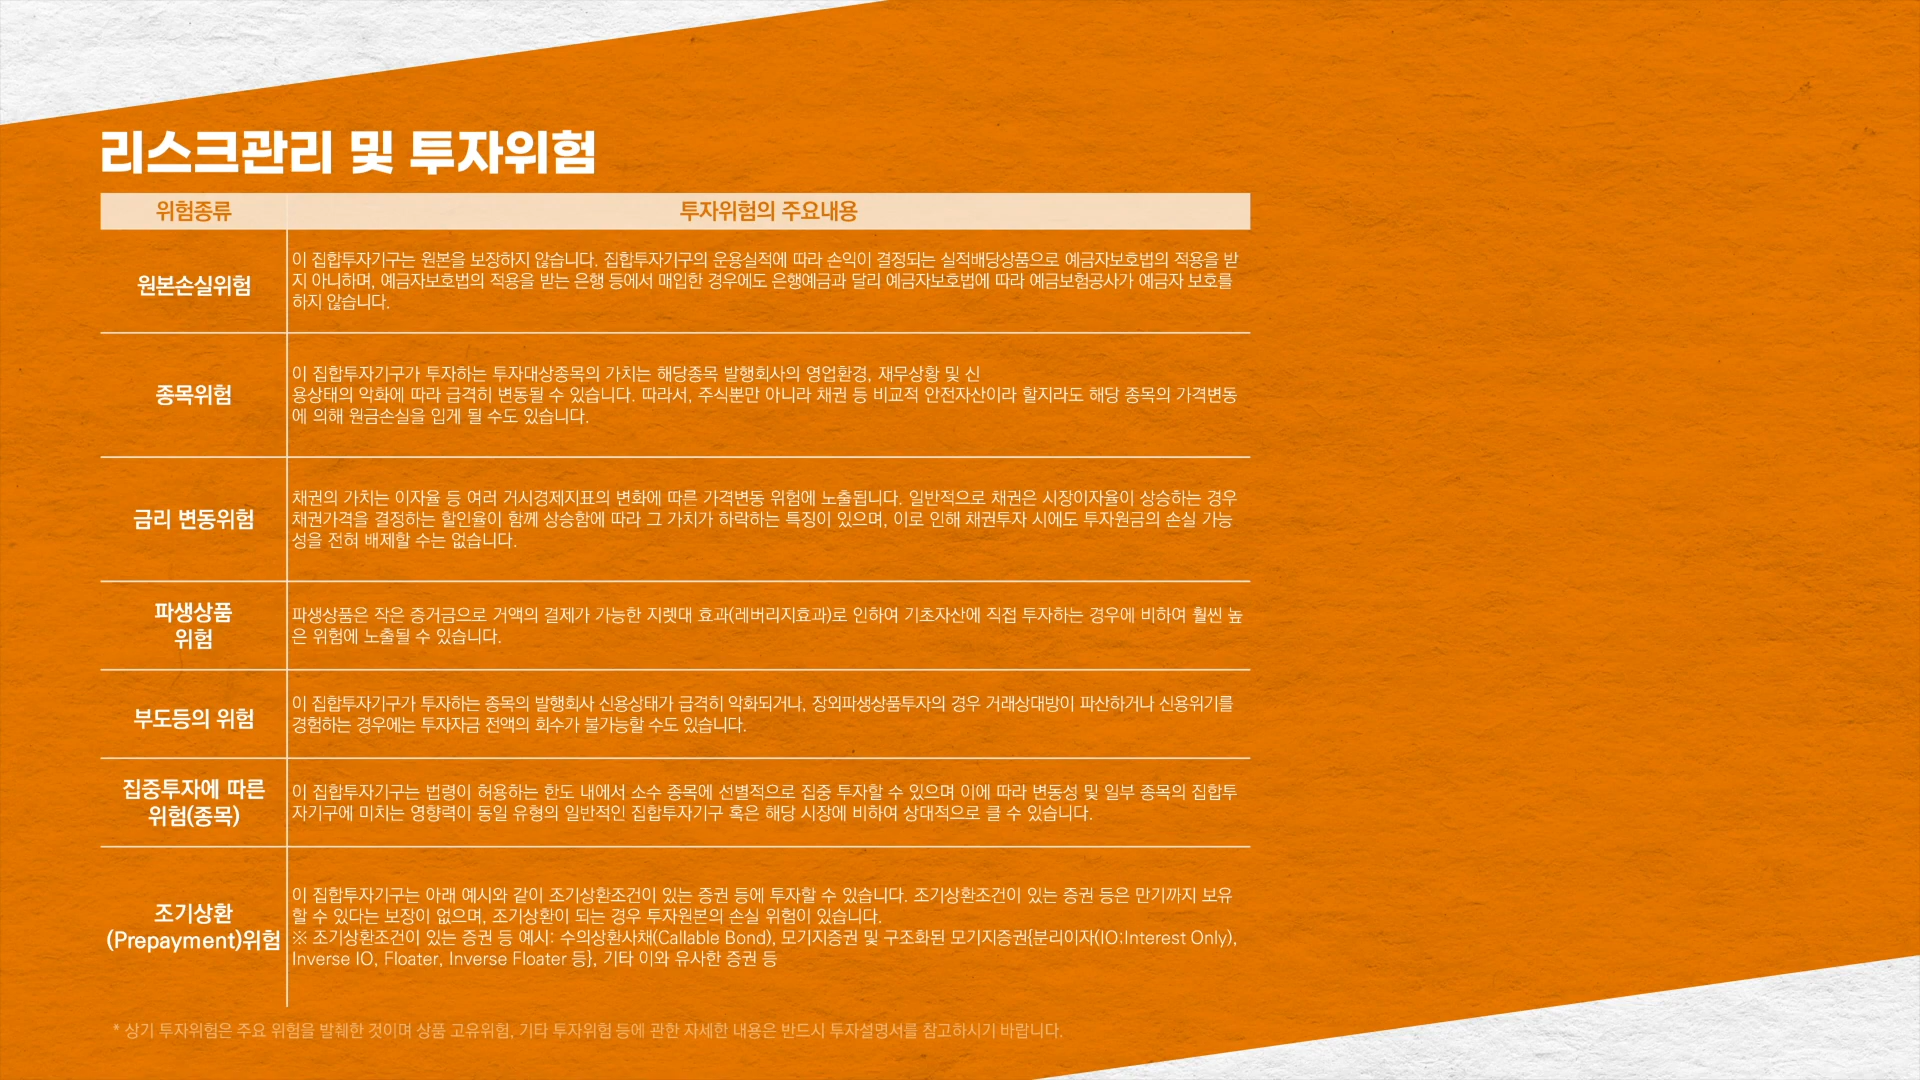 리스크관리 및 투자위험
위험종류
투자위험의 주요내용
원본손실위험
이 집합투자기구는 원본을 보장하지 않습니다. 집합투자기구의 운용실적에 따라 손익이 결정되는 실적배당상품으로 예금자보호법의 적용을 받
지 아니하며, 예금자보호법의 적용을 받는 은행 등에서 매입한 경우에도 은행예금과 달리 예금자보호법에 따라 예금보험공사가 예금자 보호를
하지 않습니다.
종목위험
이 집합투자기구가 투자하는 투자대상종목의 가치는 해당종목 발행회사의 영업환경, 재무상황 및 신
용상태의 악화에 따라 급격히 변동될 수 있습니다. 따라서, 주식뿐만 아니라 채권 등 비교적 안전자산이라 할지라도 해당 종목의 가격변동
에 의해 원금손실을 입게 될 수도 있습니다.
금리 변동위험
채권의 가치는 이자율 등 여러 거시경제지표의 변화에 따른 가격변동 위험에 노출됩니다. 일반적으로 채권은 시장이자율이 상승하는 경우
채권가격을 결정하는 할인율이 함께 상승함에 따라 그 가치가 하락하는 특징이 있으며, 이로 인해 채권투자 시에도 투자원금의 손실 가능
성을 전혀 배제할 수는 없습니다.
파생상품
위험
파생상품은 작은 증거금으로 거액의 결제가 가능한 지렛대 효과(레버리지효과)로 인하여 기초자산에 직접 투자하는 경우에 비하여 훨씬 높
은 위험에 노출될 수 있습니다.
부도등의 위험
이 집합투자기구가 투자하는 종목의 발행회사 신용상태가 급격히 악화되거나, 장외파생상품투자의 경우 거래상대방이 파산하거나 신용위기를
경험하는 경우에는 투자자금 전액의 회수가 불가능할 수도 있습니다.
집중투자에 따른
위험(종목)
이 집합투자기구는 법령이 허용하는 한도 내에서 소수 종목에 선별적으로 집중 투자할 수 있으며 이에 따라 변동성 및 일부 종목의 집합투
자기구에 미치는 영향력이 동일 유형의 일반적인 집합투자기구 혹은 해당 시장에 비하여 상대적으로 클 수 있습니다.
조기상환
(Prepayment)위험
이 집합투자기구는 아래 예시와 같이 조기상환조건이 있는 증권 등에 투자할 수 있습니다. 조기상환조건이 있는 증권 등은 만기까지 보유
할 수 있다는 보장이 없으며, 조기상환이 되는 경우 투자원본의 손실 위험이 있습니다.
※ 조기상환조건이 있는 증권 등 예시: 수의상환사채(Callable Bond), 모기지증권 및 구조화된 모기지증권{분리이자(IO;Interest Only),
Inverse IO, Floater, Inverse Floater 등}, 기타 이와 유사한 증권 등
* 상기 투자위험은 주요 위험을 발췌한 것이며 상품 고유위험, 기타 투자위험 등에 관한 자세한 내용은 반드시 투자설명서를 참고하시기 바랍니다.